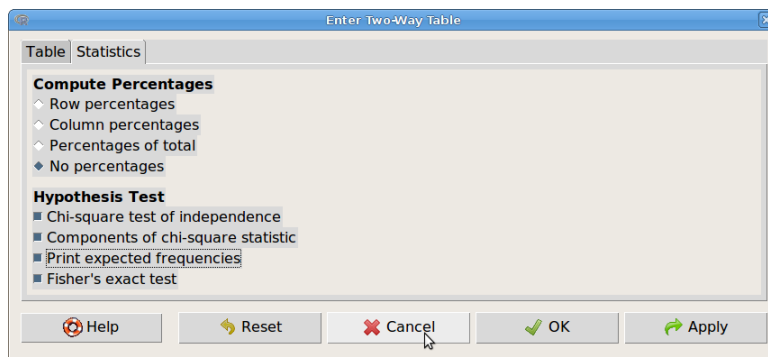 Enter Two-Way Table
Table Statistics
Compute Percentages
Row percentages
Column percentages
Percentages of total
No percentages
Hypothesis Test
Chi-square test of independence
Components of chi-square statistic
Print expected frequencies
Fisher's exact test
Help Reset Cancel OK Apply